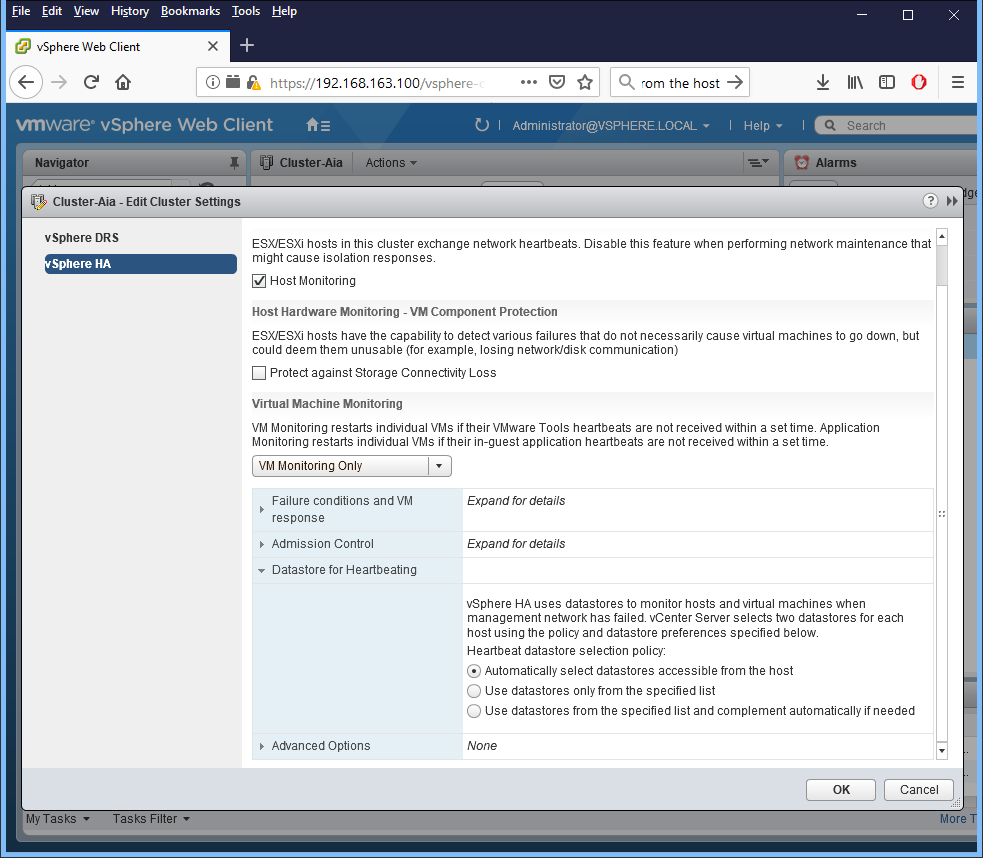 File Edit View History Bookmarks Tools Help
vSphere Web Client
https://192.168.163.100/vsphere-c
rom the host
vmware® vSphere Web Client
Administrator@VSPHERE.LOCAL
Help
Search
Navigator
Cluster-Aia
Actions
Alarms
Cluster-Aia - Edit Cluster Settings
vSphere DRS
vSphere HA
ESX/ESXi hosts in this cluster exchange network heartbeats. Disable this feature when performing network maintenance that
might cause isolation responses.
Host Monitoring
Host Hardware Monitoring - VM Component Protection
ESX/ESXi hosts have the capability to detect various failures that do not necessarily cause virtual machines to go down, but
could deem them unusable (for example, losing network/disk communication)
Protect against Storage Connectivity Loss
Virtual Machine Monitoring
VM Monitoring restarts individual VMs if their VMware Tools heartbeats are not received within a set time. Application
Monitoring restarts individual VMs if their in-guest application heartbeats are not received within a set time.
VM Monitoring Only
Failure conditions and VM
response
Expand for details
Admission Control
Expand for details
Datastore for Heartbeating
vSphere HA uses datastores to monitor hosts and virtual machines when
management network has failed. vCenter Server selects two datastores for each
host using the policy and datastore preferences specified below.
Heartbeat datastore selection policy:
Automatically select datastores accessible from the host
Use datastores only from the specified list
Use datastores from the specified list and complement automatically if needed
Advanced Options
None
OK
Cancel
My Tasks
Tasks Filter
More T